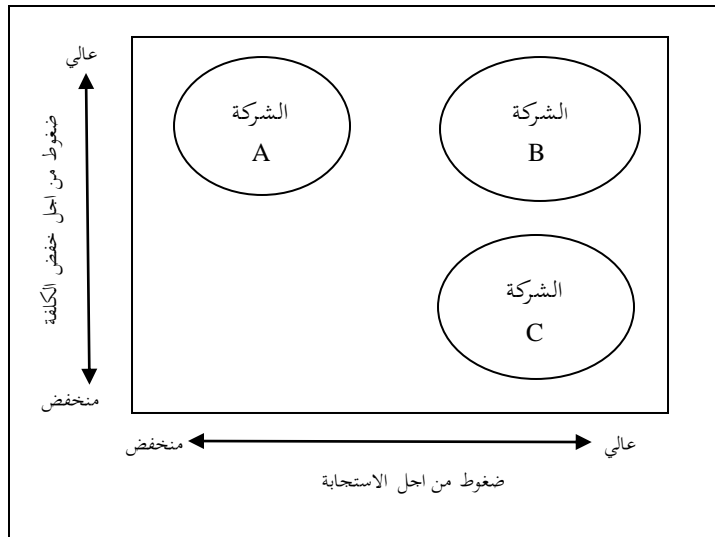 عالي
ضغوط من اجل خفض الكلفة
منخفض
الشركة
A
الشركة
B
الشركة
C
منخفض
عالي
ضغوط من اجل الاستجابة